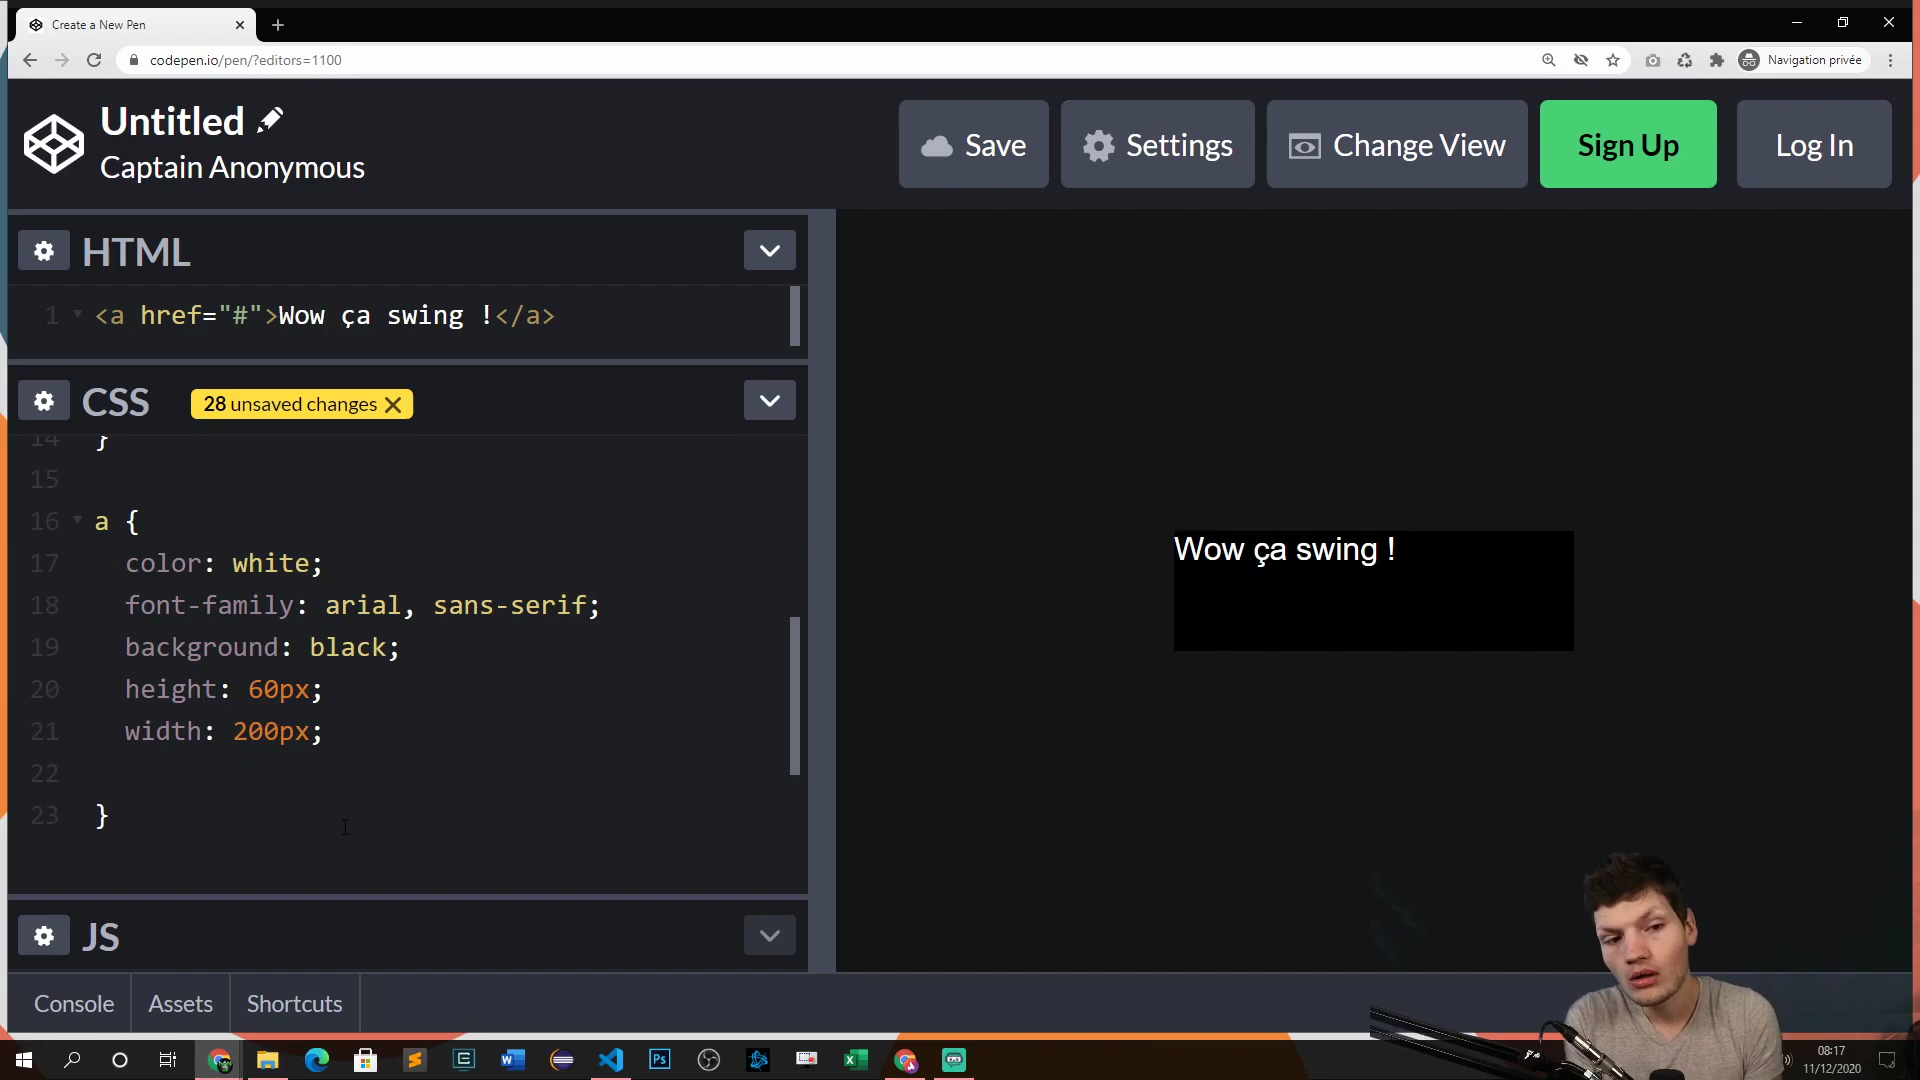 Create a New Pen
codepen.io/pen/?editors=1100
Navigation privée
Untitled
Captain Anonymous
Save
Settings
Change View
Sign Up
Log In
HTML
1 <a href="#">Wow ça swing !</a>
CSS
28 unsaved changes
14 }
15
16 a {
17 color: white;
18 font-family: arial, sans-serif;
19 background: black;
20 height: 60px;
21 width: 200px;
22
23 }
Wow ça swing !
JS
Console
Assets
Shortcuts
08:17
11/12/2020